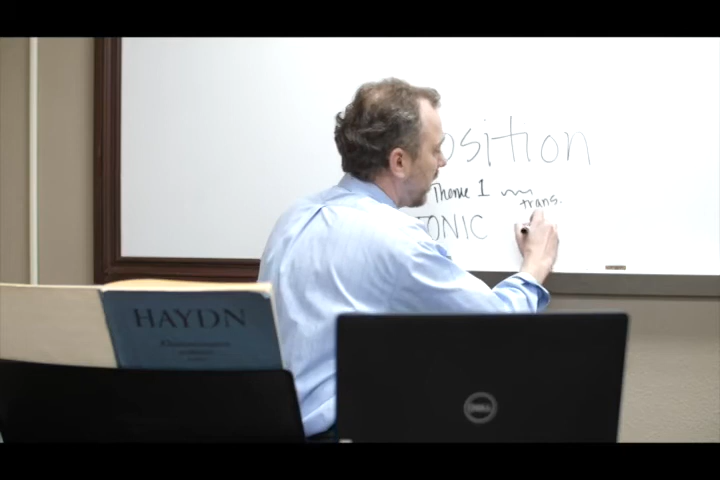 osition
Theme 1
trans.
ONIC
HAYDN
DELL